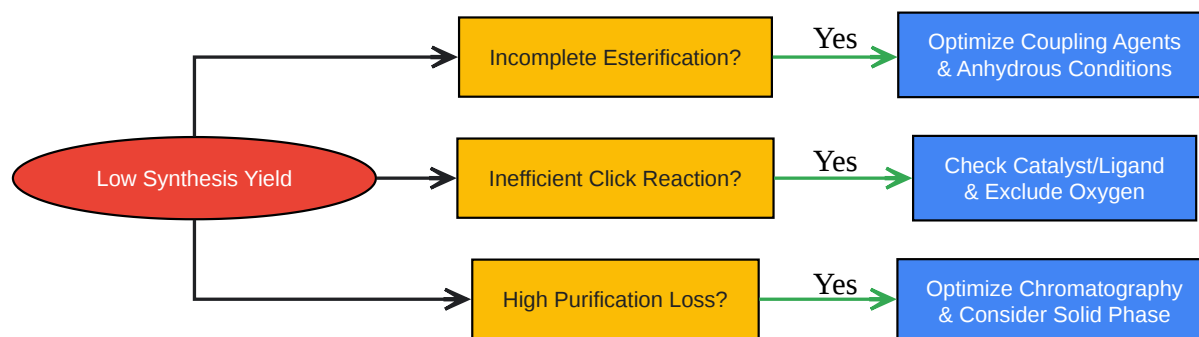 Incomplete Esterification?
Yes
Optimize Coupling Agents
& Anhydrous Conditions
Low Synthesis Yield
Inefficient Click Reaction?
Yes
Check Catalyst/Ligand
& Exclude Oxygen
High Purification Loss?
Yes
Optimize Chromatography
& Consider Solid Phase